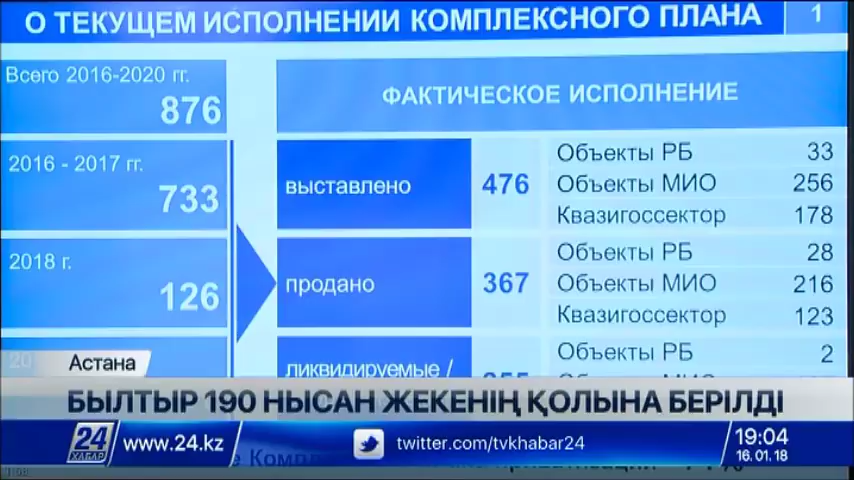 О ТЕКУЩЕМ ИСПОЛНЕНИИ КОМПЛЕКСНОГО ПЛАНА 1
Всего 2016-2020 гг.
876
ФАКТИЧЕСКОЕ ИСПОЛНЕНИЕ
2016 - 2017 гг.
733
выставлено 476
Объекты РБ 33
Объекты МИО 256
Квазигоссектор 178
2018 г.
126
продано 367
Объекты РБ 28
Объекты МИО 216
Квазигоссектор 123
ликвидируемые /
Объекты РБ 2
Астана
БЫЛТЫР 190 НЫСАН ЖЕКЕНІҢ ҚОЛЫНА БЕРІЛДІ
24 ХАБАР www.24.kz twitter.com/tvkhabar24 19:04
16.01.18